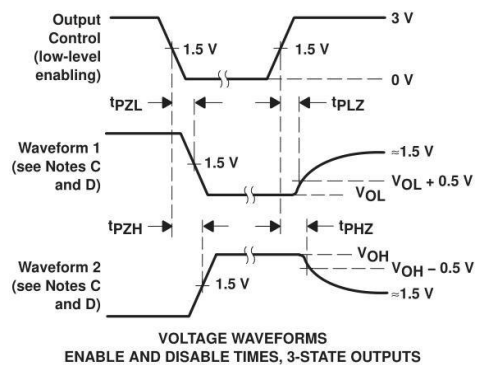 Output
Control
(low-level
enabling)
1.5 V
1.5 V
3 V
0 V
tPZL
tPLZ
Waveform 1
(see Notes C
and D)
1.5 V
≈1.5 V
VOL + 0.5 V
VOL
tPZH
tPHZ
Waveform 2
(see Notes C
and D)
1.5 V
VOH
VOH − 0.5 V
≈1.5 V
VOLTAGE WAVEFORMS
ENABLE AND DISABLE TIMES, 3-STATE OUTPUTS